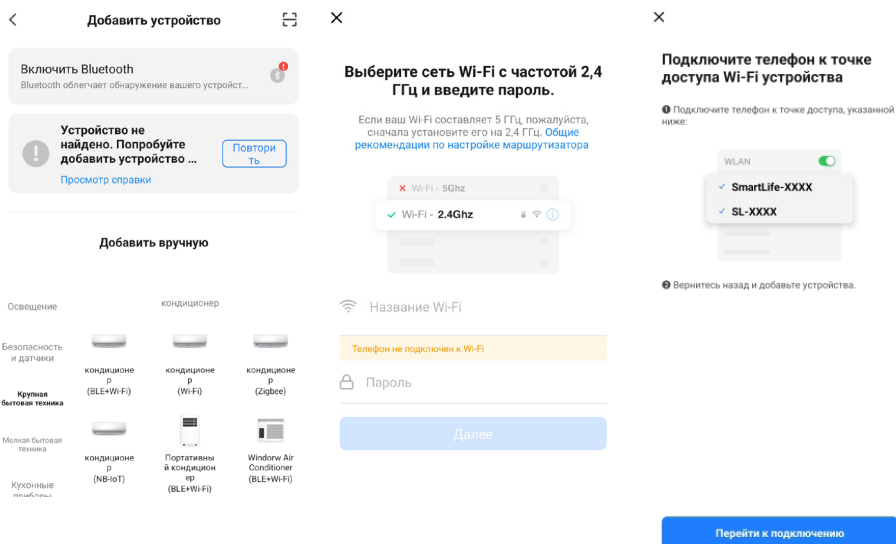 Добавить устройство
Включить Bluetooth
Bluetooth облегчает обнаружение вашего устройст...
Устройство не
найдено. Попробуйте
добавить устройство ...
Повтори
ть
Просмотр справки
Добавить вручную
Освещение
Безопасность
и датчики
Крупная
бытовая техника
Мелкая бытовая
техника
Кухонные
приборы
кондиционер
кондиционе
р
(BLE+Wi-Fi)
кондиционе
р
(Wi-Fi)
кондиционе
р
(Zigbee)
кондиционе
р
(NB-IoT)
Портативны
й кондицион
ер
(BLE+Wi-Fi)
Windorw Air
Conditioner
(BLE+Wi-Fi)
Выберите сеть Wi-Fi с частотой 2,4
ГГц и введите пароль.
Если ваш Wi-Fi составляет 5 ГГц, пожалуйста,
сначала установите его на 2,4 ГГц. Общие
рекомендации по настройке маршрутизатора
Wi-Fi - 5Ghz
Wi-Fi - 2.4Ghz
Название Wi-Fi
Телефон не подключен к Wi-Fi
Пароль
Далее
Подключите телефон к точке
доступа Wi-Fi устройства
❶ Подключите телефон к точке доступа, указанной
ниже:
WLAN
SmartLife-XXXX
SL-XXXX
❷ Вернитесь назад и добавьте устройства.
Перейти к подключению